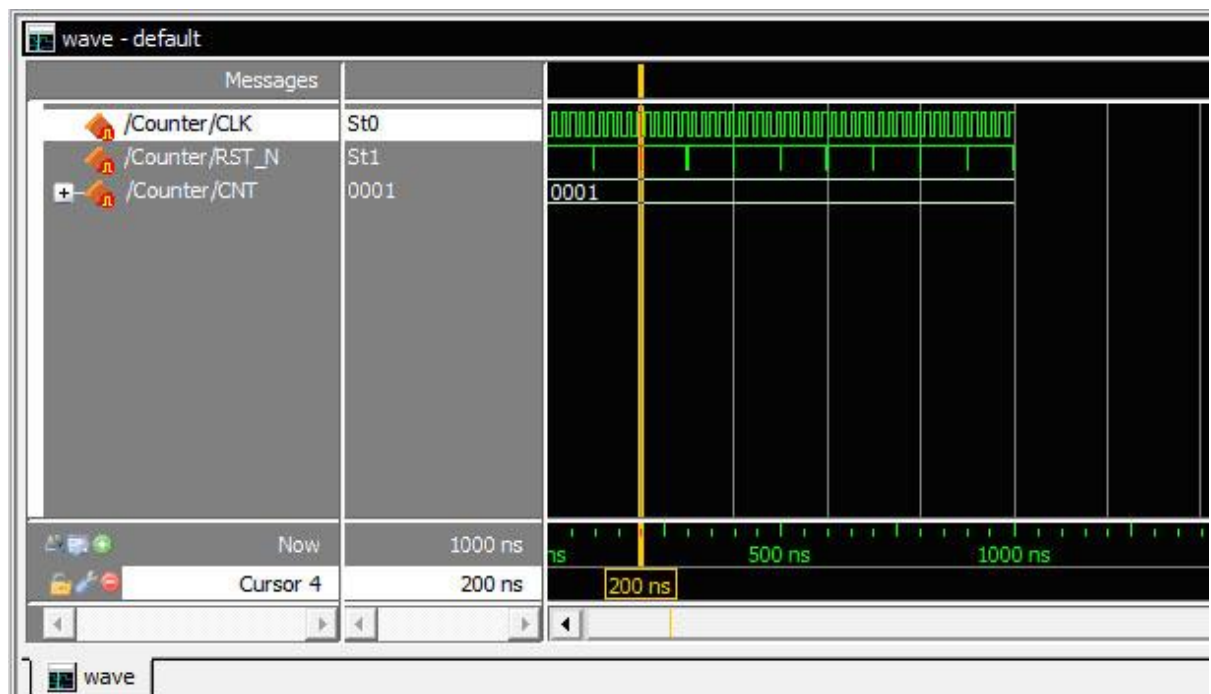 wave - default
Messages
/Counter/CLK St0
/Counter/RST_N St1
/Counter/CNT 0001 0001
Now 1000 ns ns 500 ns 1000 ns
Cursor 4 200 ns 200 ns
wave